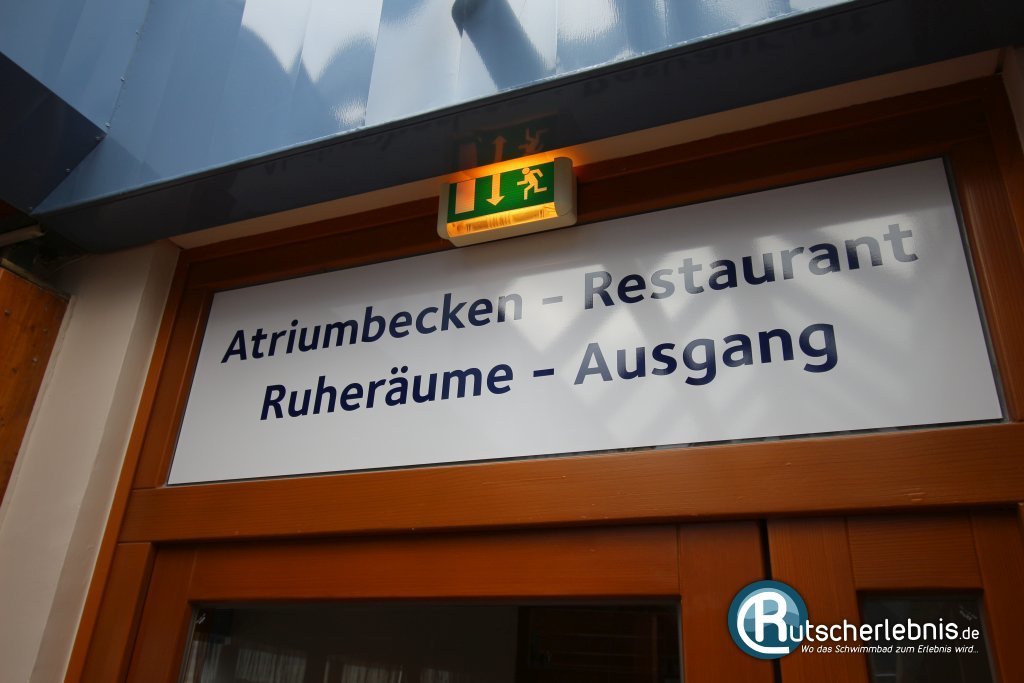 Atriumbecken - Restaurant
Ruheräume - Ausgang
Rutscherlebnis.de
Wo das Schwimmbad zum Erlebnis wird...